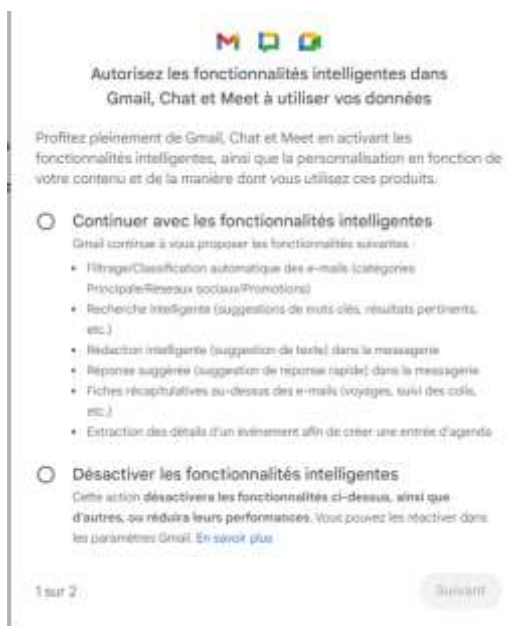 Autorisez les fonctionnalités intelligentes dans
Gmail, Chat et Meet à utiliser vos données
Profitez pleinement de Gmail, Chat et Meet en activant les
fonctionnalités intelligentes, ainsi que la personnalisation en fonction de
votre contenu et de la manière dont vous utilisez ces produits.
Continuer avec les fonctionnalités intelligentes
Gmail continue à vous proposer les fonctionnalités suivantes :
• Filtrage/Classification automatique des e-mails (catégories
Principale/Réseaux sociaux/Promotions)
• Recherche intelligente (suggestions de mots clés, résultats pertinents,
etc.)
• Rédaction intelligente (suggestion de texte) dans la messagerie
• Réponse suggérée (suggestion de réponse rapide) dans la messagerie
• Fiches récapitulatives au-dessus des e-mails (voyages, suivi des colis,
etc.)
• Extraction des détails d'un événement afin de créer une entrée d'agenda
Désactiver les fonctionnalités intelligentes
Cette action désactivera les fonctionnalités ci-dessus, ainsi que
d'autres, ou réduira leurs performances. Vous pouvez les réactiver dans
les paramètres Gmail. En savoir plus
1 sur 2
Suivant